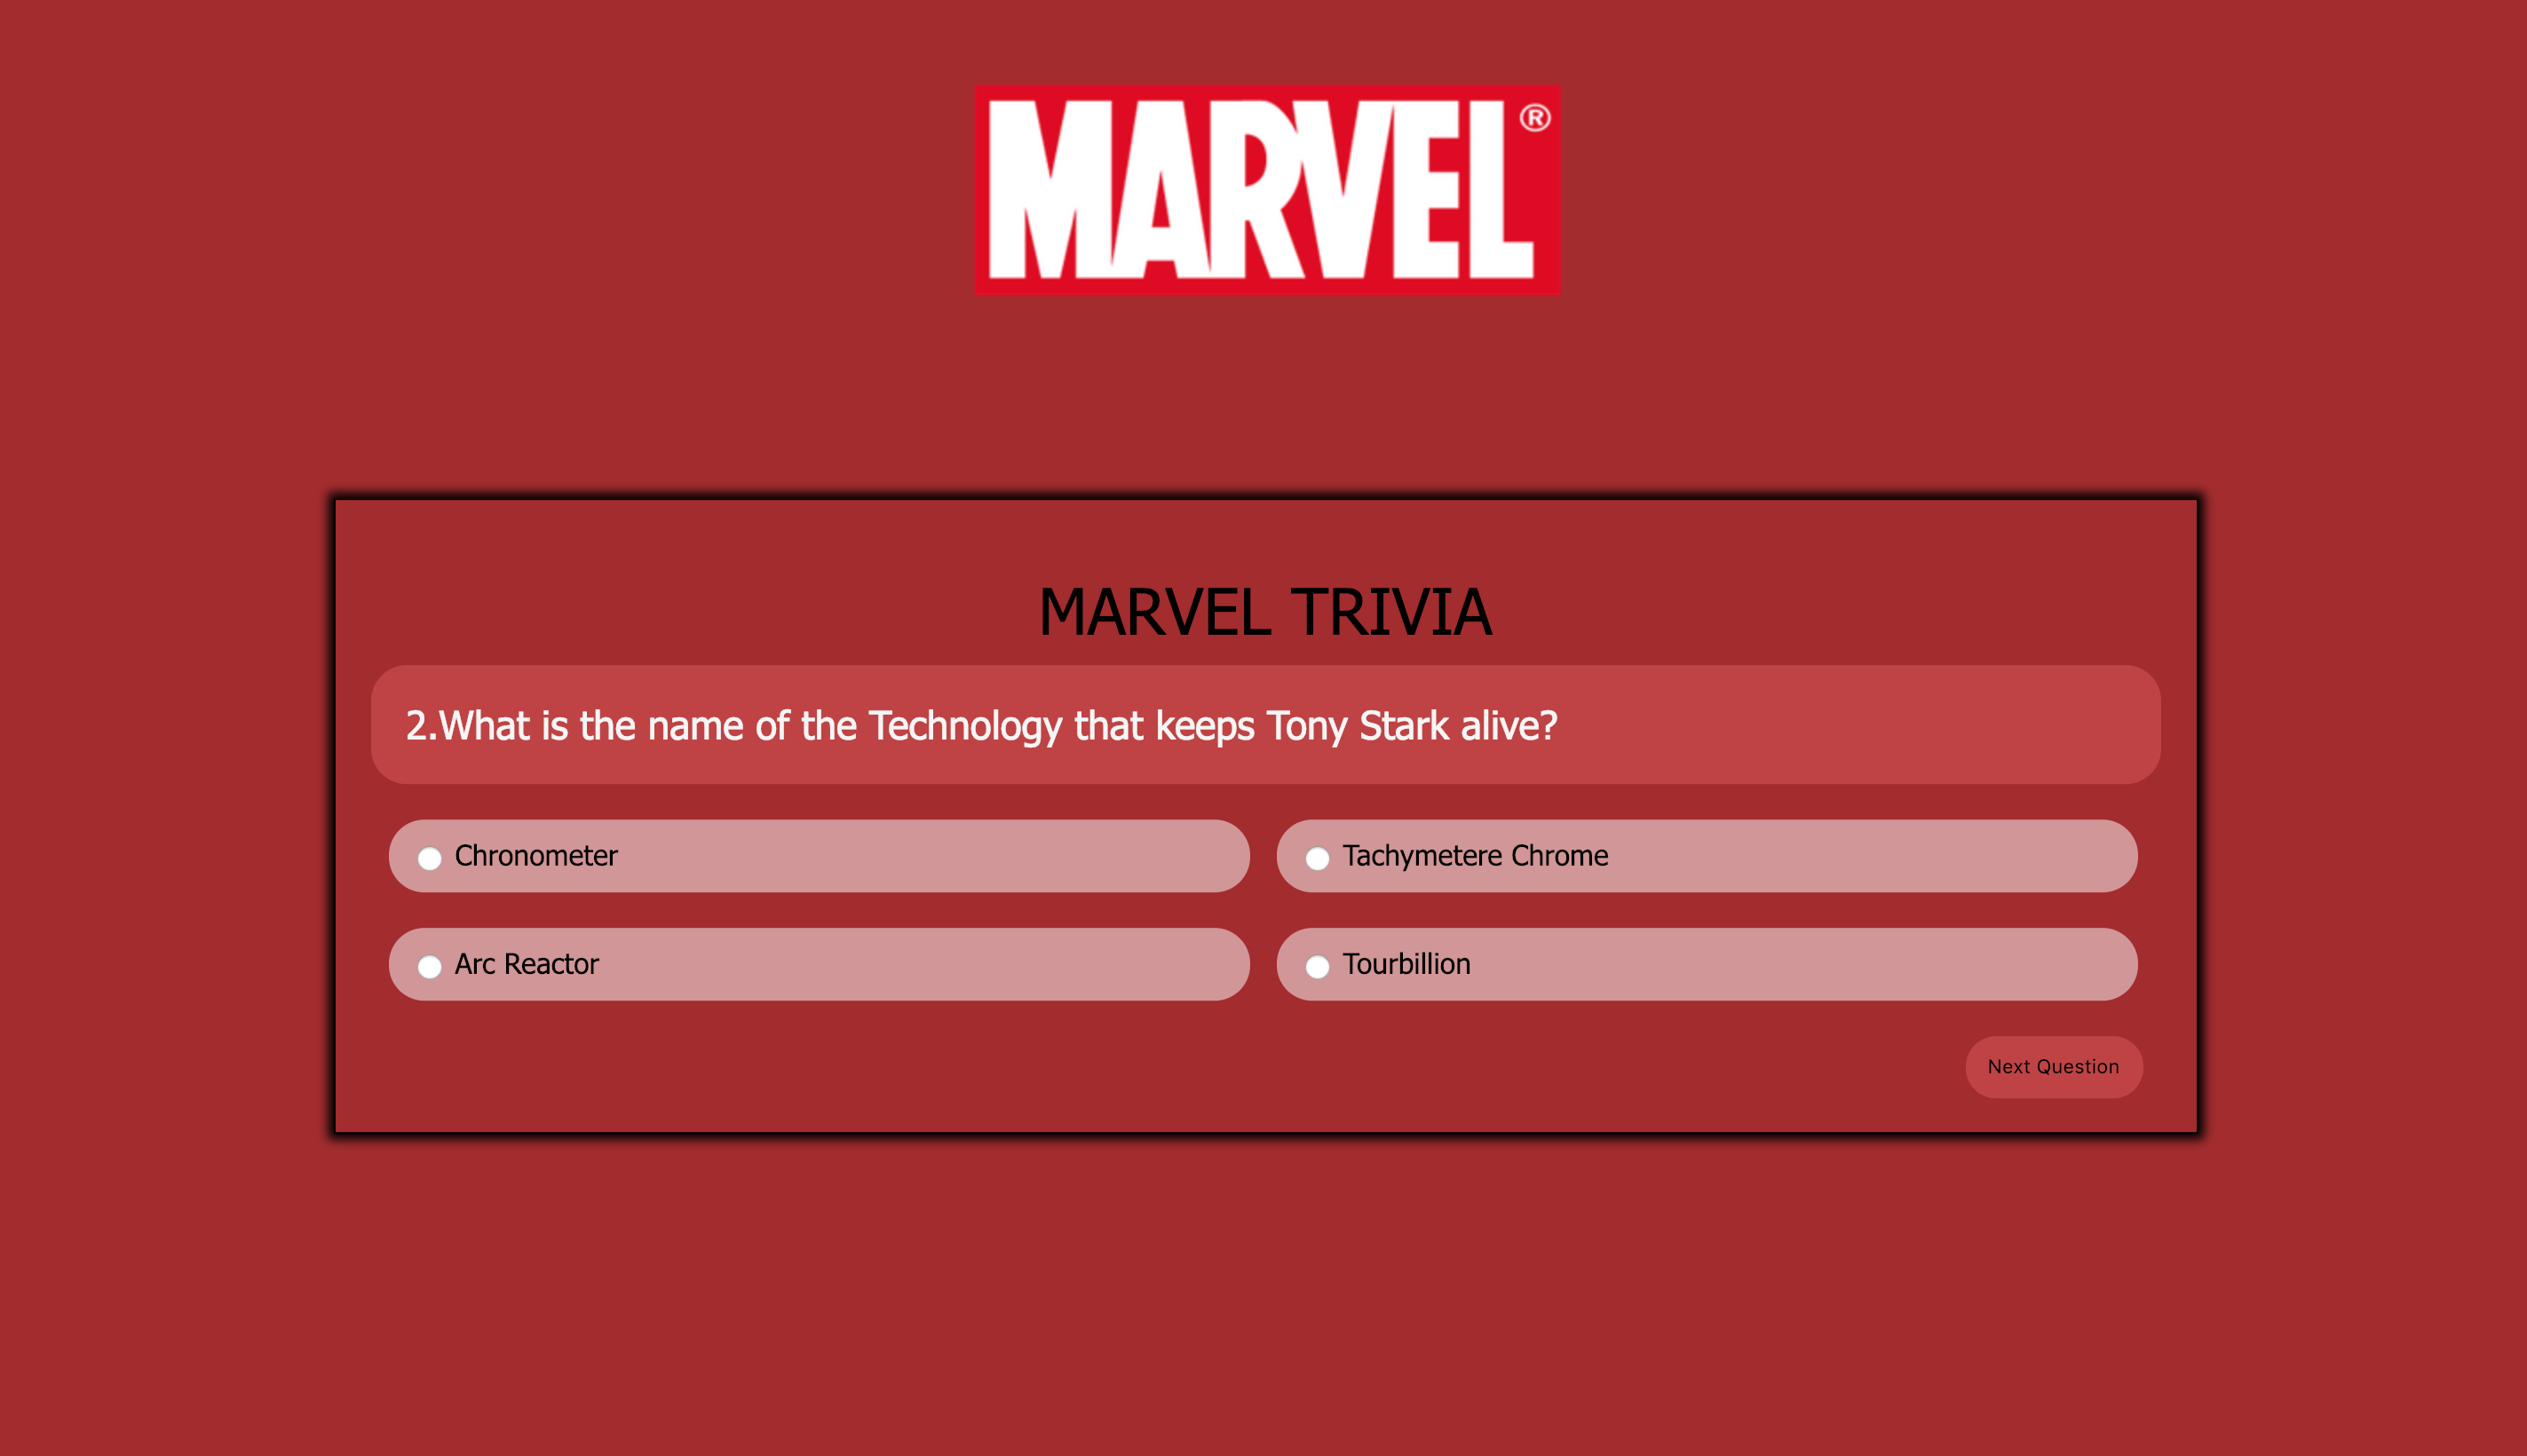 MARVEL®
MARVEL TRIVIA
2.What is the name of the Technology that keeps Tony Stark alive?
Chronometer
Tachymetere Chrome
Arc Reactor
Tourbillion
Next Question